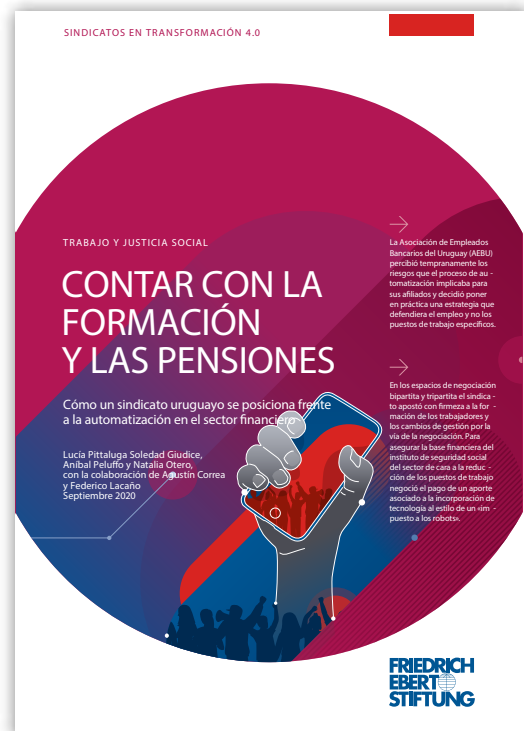 SINDICATOS EN TRANSFORMACIÓN 4.0
TRABAJO Y JUSTICIA SOCIAL
CONTAR CON LA
FORMACIÓN
Y LAS PENSIONES
Cómo un sindicato uruguayo se posiciona frente
a la automatización en el sector financiero
Lucía Pittaluga Soledad Giudice,
Aníbal Peluffo y Natalia Otero,
con la colaboración de Agustín Correa
y Federico Lacaño
Septiembre 2020
La Asociación de Empleados
Bancarios del Uruguay (AEBU)
percibió tempranamente los
riesgos que el proceso de au -
tomatización implicaba para
sus afiliados y decidió poner
en práctica una estrategia que
defendiera el empleo y no los
puestos de trabajo específicos.
En los espacios de negociación
bipartita y tripartita el sindica -
to apostó con firmeza a la for -
mación de los trabajadores y
los cambios de gestión por la
vía de la negociación. Para
asegurar la base financiera del
instituto de seguridad social
del sector de cara a la reduc -
ción de los puestos de trabajo
negoció el pago de un aporte
asociado a la incorporación de
tecnología al estilo de un «im -
puesto a los robots».
FRIEDRICH
EBERT
STIFTUNG